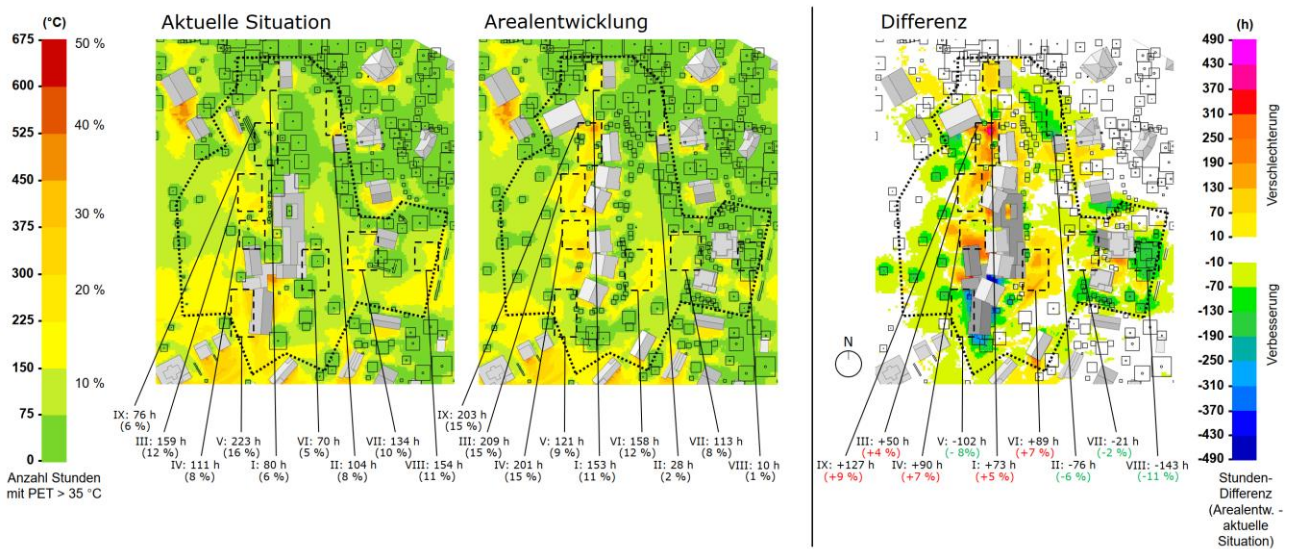 (°C)
Aktuelle Situation
Arealentwicklung
Differenz
(h)
675
50 %
600
525
40 %
450
30 %
375
300
20 %
225
150
10 %
75
0
Anzahl Stunden
mit PET > 35 °C
IX: 76 h
(6 %)
III: 159 h
(12 %)
IV: 111 h
(8 %)
V: 223 h
(16 %)
I: 80 h
(6 %)
VI: 70 h
(5 %)
II: 104 h
(8 %)
VII: 134 h
(10 %)
VIII: 154 h
(11 %)
IX: 203 h
(15 %)
III: 209 h
(15 %)
IV: 201 h
(15 %)
V: 121 h
(9 %)
I: 153 h
(11 %)
VI: 158 h
(12 %)
II: 28 h
(2 %)
VII: 113 h
(8 %)
VIII: 10 h
(1 %)
N
IX: +127 h
(+9 %)
III: +50 h
(+4 %)
IV: +90 h
(+7 %)
V: -102 h
(- 8%)
I: +73 h
(+5 %)
VI: +89 h
(+7 %)
II: -76 h
(-6 %)
VII: -21 h
(-2 %)
VIII: -143 h
(-11 %)
490
430
370
310
250
190
130
70
10
-10
-70
-130
-190
-250
-310
-370
-430
-490
Verschlechterung
Verbesserung
Stunden-
Differenz
(Arealentw. -
aktuelle
Situation)